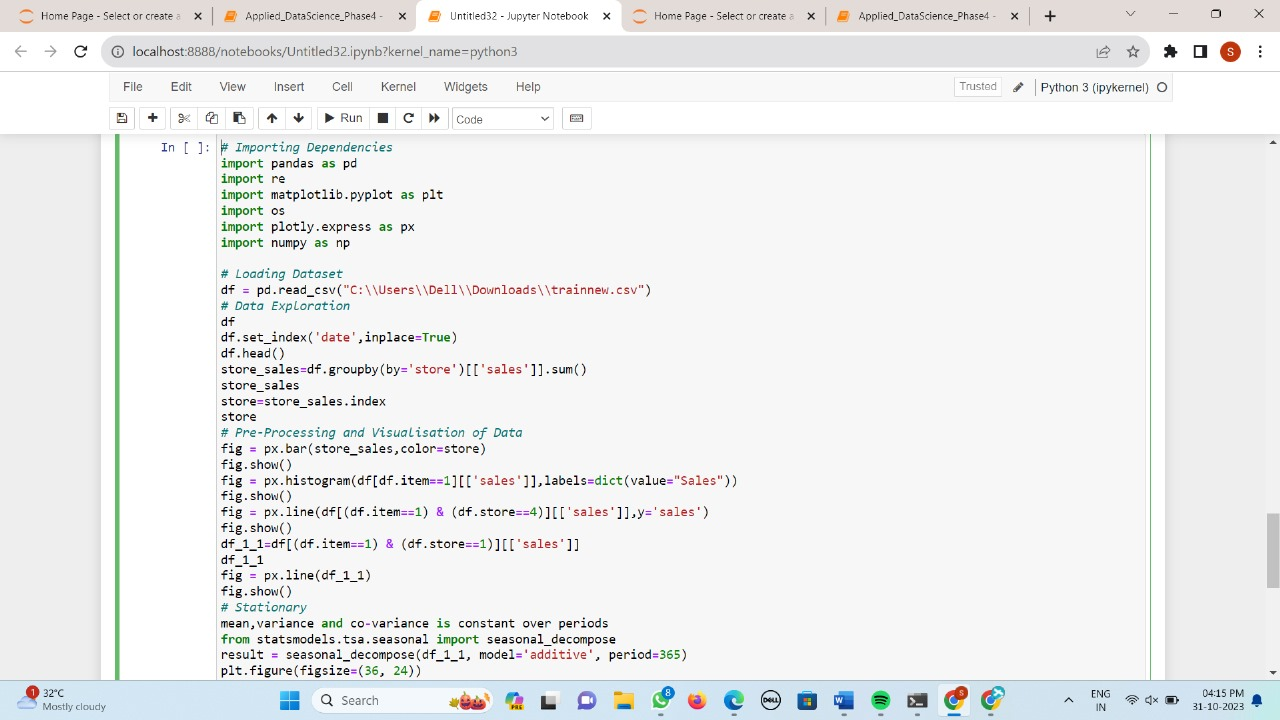 Home Page - Select or create a
Applied_DataScience_Phase4 -
Untitled32 - Jupyter Notebook
Home Page - Select or create a
Applied_DataScience_Phase4 -
localhost:8888/notebooks/Untitled32.ipynb?kernel_name=python3
S
File Edit View Insert Cell Kernel Widgets Help
Trusted
Python 3 (ipykernel)
Run
Code
In [ ]:
# Importing Dependencies
import pandas as pd
import re
import matplotlib.pyplot as plt
import os
import plotly.express as px
import numpy as np
# Loading Dataset
df = pd.read_csv("C:\\Users\\Dell\\Downloads\\trainnew.csv")
# Data Exploration
df
df.set_index('date',inplace=True)
df.head()
store_sales=df.groupby(by='store')[['sales']].sum()
store_sales
store=store_sales.index
store
# Pre-Processing and Visualisation of Data
fig = px.bar(store_sales,color=store)
fig.show()
fig = px.histogram(df[df.item==1][['sales']],labels=dict(value="Sales"))
fig.show()
fig = px.line(df[(df.item==1) & (df.store==4)][['sales']],y='sales')
fig.show()
df_1_1=df[(df.item==1) & (df.store==1)][['sales']]
df_1_1
fig = px.line(df_1_1)
fig.show()
# Stationary
mean,variance and co-variance is constant over periods
from statsmodels.tsa.seasonal import seasonal_decompose
result = seasonal_decompose(df_1_1, model='additive', period=365)
plt.figure(figsize=(36, 24))
1
32°C
Mostly cloudy
Search
8
DELL
W
S
ENG
IN
04:15 PM
31-10-2023